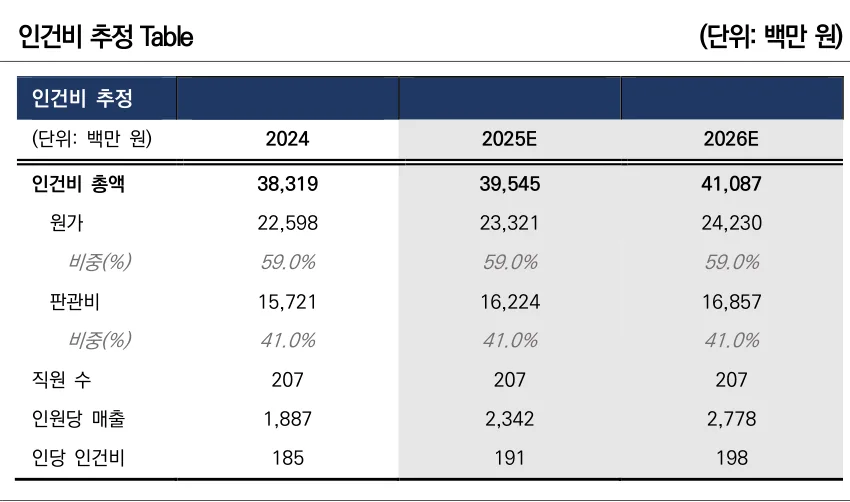 인건비 추정 Table (단위: 백만 원)
인건비 추정
(단위: 백만 원) 2024 2025E 2026E
인건비 총액 38,319 39,545 41,087
원가 22,598 23,321 24,230
비중(%) 59.0% 59.0% 59.0%
판관비 15,721 16,224 16,857
비중(%) 41.0% 41.0% 41.0%
직원 수 207 207 207
인원당 매출 1,887 2,342 2,778
인당 인건비 185 191 198